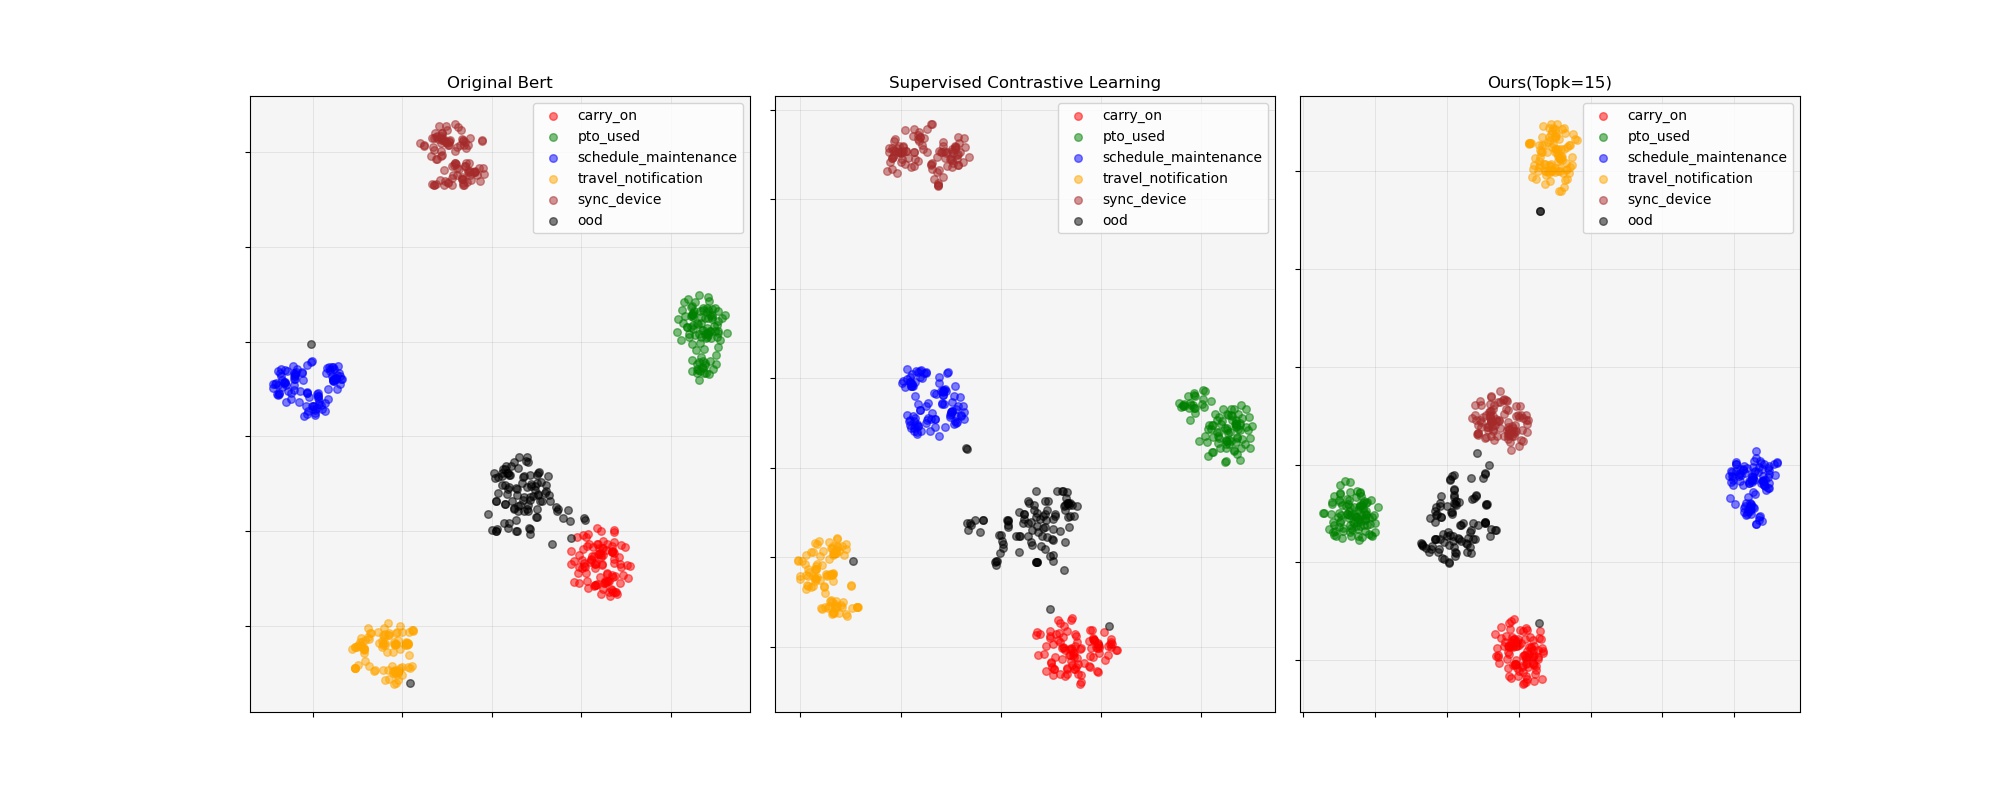 Original Bert
carry_on
pto_used
schedule_maintenance
travel_notification
sync_device
ood
Supervised Contrastive Learning
carry_on
pto_used
schedule_maintenance
travel_notification
sync_device
ood
Ours(Topk=15)
carry_on
pto_used
schedule_maintenance
travel_notification
sync_device
ood